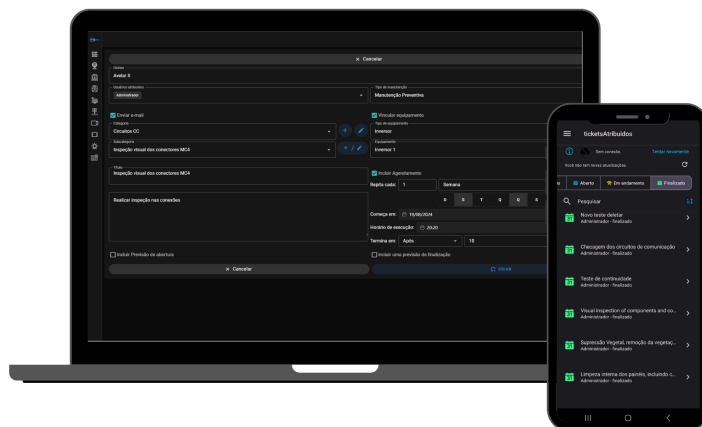 × Cancelar
Usinas
Avelar II
Usuários atribuídos
Administrador
Tipo de manutenção
Manutenção Preventiva
Enviar e-mail
Vincular equipamento
Categoria
Circuitos CC
+
Tipo de equipamento
Inversor
Subcategoria
Inspeção visual dos conectores MC4
+ /
Equipamento
Inversor 1
Título
Inspeção visual dos conectores MC4
Incluir Agendamento
Repita cada: 1 Semana
Realizar inspeção nas conexões
D S T Q Q S
Começa em:
Horário de execução: 20:20
Termina em: Após 10
Incluir Previsão de abertura
Incluir uma previsão de finalização
× Cancelar
ticketsAtribuidos
Sem conexão. Tentar novamente
Você não tem novas atualizações.
Aberto Em andamento Finalizado
Pesquisar
Novo teste deletar
Administrador - finalizado
Checagem dos circuitos de comunicação
Administrador - finalizado
Teste de continuidade
Administrador - finalizado
Visual inspection of components and co...
Administrador - finalizado
Supressão Vegetal, remoção da vegetaç...
Administrador - finalizado
Limpeza interna dos painéis, incluindo c...
Administrador - finalizado